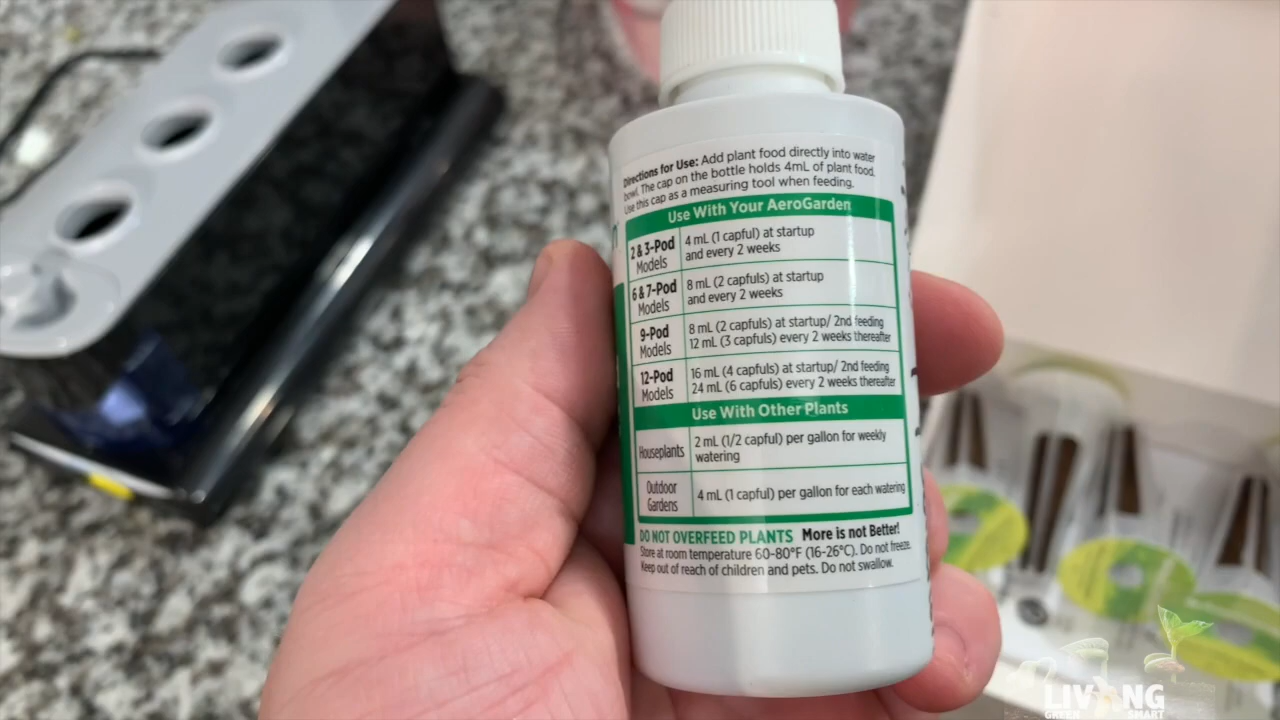 Directions for Use: Add plant food directly into water
bowl. The cap on the bottle holds 4mL of plant food.
Use this cap as a measuring tool when feeding.
Use With Your AeroGarden
2 & 3-Pod
Models
4 mL (1 capful) at startup
and every 2 weeks
6 & 7-Pod
Models
8 mL (2 capfuls) at startup
and every 2 weeks
9-Pod
Models
8 mL (2 capfuls) at startup/ 2nd feeding
12 mL (3 capfuls) every 2 weeks thereafter
12-Pod
Models
16 mL (4 capfuls) at startup/ 2nd feeding
24 mL (6 capfuls) every 2 weeks thereafter
Use With Other Plants
Houseplants
2 mL (1/2 capful) per gallon for weekly
watering
Outdoor
Gardens
4 mL (1 capful) per gallon for each watering
DO NOT OVERFEED PLANTS More is not Better!
Store at room temperature 60-80°F (16-26°C). Do not freeze.
Keep out of reach of children and pets. Do not swallow.
LIVING
GREEN SMART